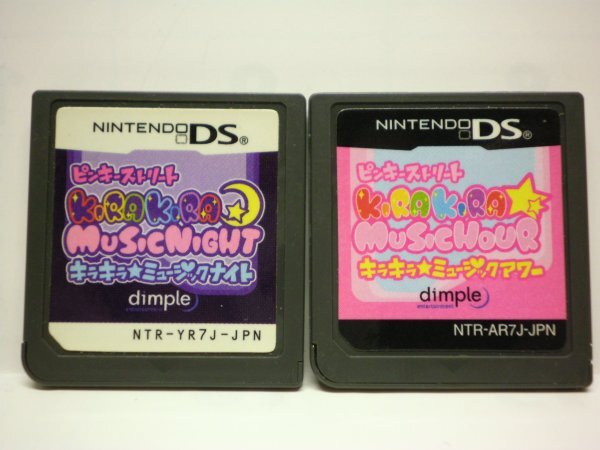 NINTENDO DS®
ピンキーストリート
KiRAKiRA
MUSiCNiGHT
キラキラ★ミュージックナイト
dimple
entertainment
NTR-YR7J-JPN
NINTENDO DS®
ピンキーストリート
KiRAKiRA
MUSiCHOUR
キラキラ★ミュージックアワー
dimple
entertainment
NTR-AR7J-JPN